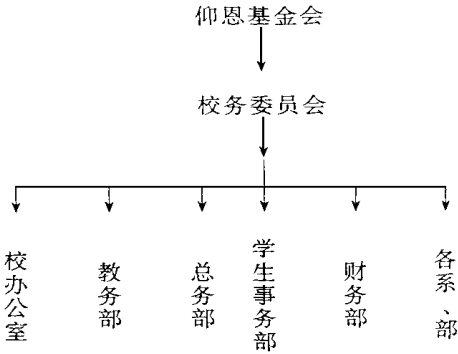 仰恩基金会
校务委员会
校办公室
教务部
总务部
学生事务部
财务部
各系、部